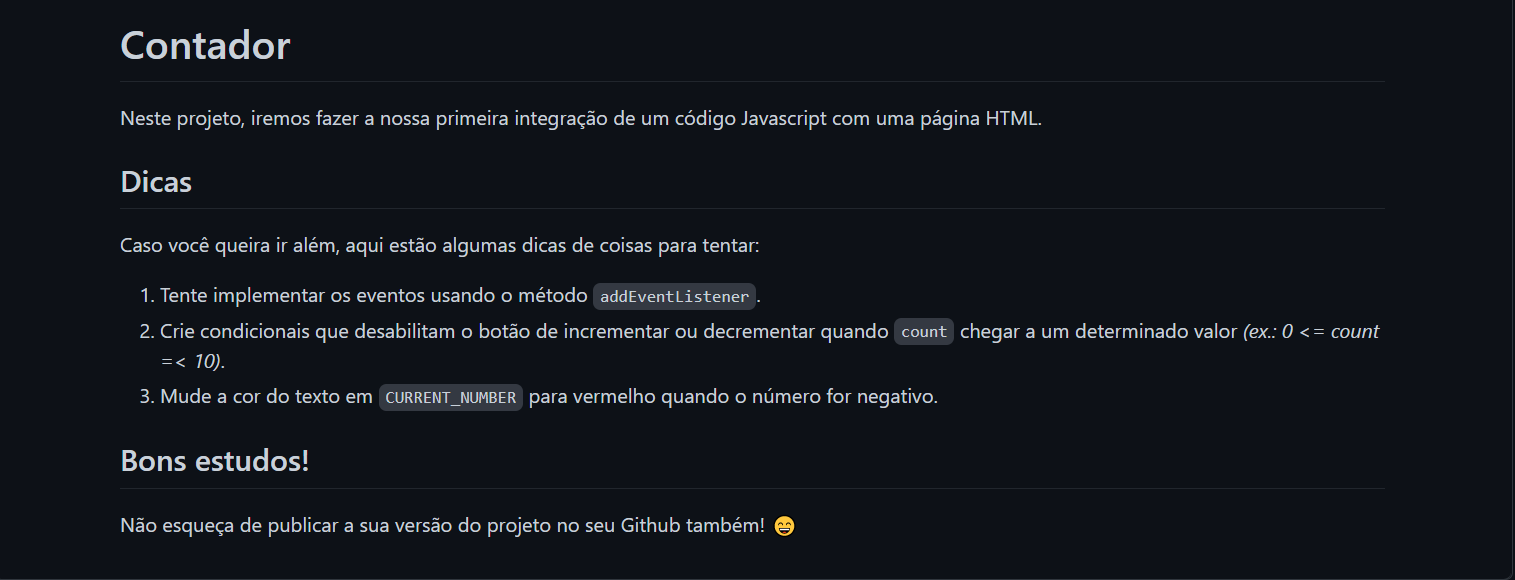 Contador
Neste projeto, iremos fazer a nossa primeira integração de um código Javascript com uma página HTML.
Dicas
Caso você queira ir além, aqui estão algumas dicas de coisas para tentar:
1. Tente implementar os eventos usando o método addEventListener.
2. Crie condicionais que desabilitam o botão de incrementar ou decrementar quando count chegar a um determinado valor (ex.: 0 <= count
=< 10).
3. Mude a cor do texto em CURRENT_NUMBER para vermelho quando o número for negativo.
Bons estudos!
Não esqueça de publicar a sua versão do projeto no seu Github também! 😄